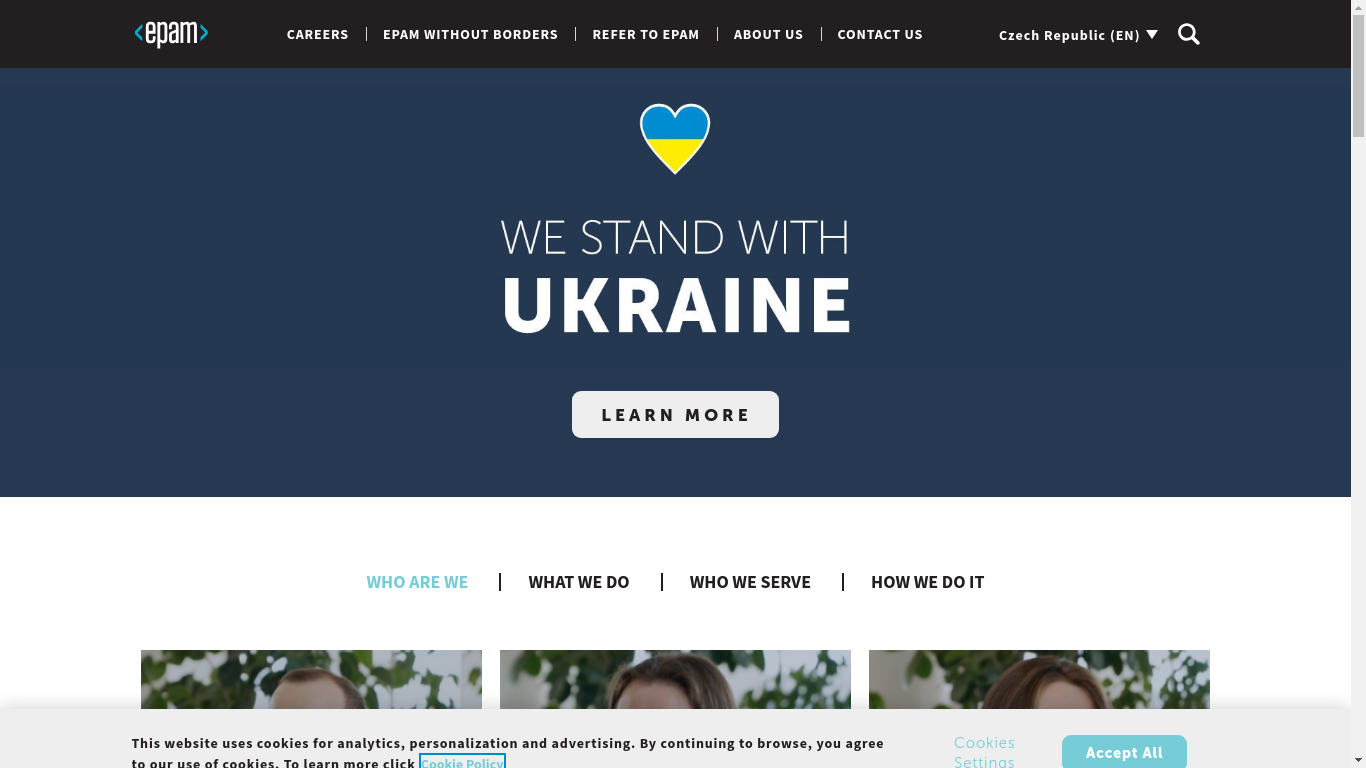 <epam>
CAREERS
EPAM WITHOUT BORDERS
REFER TO EPAM
ABOUT US
CONTACT US
Czech Republic (EN)
WE STAND WITH
UKRAINE
LEARN MORE
WHO ARE WE
WHAT WE DO
WHO WE SERVE
HOW WE DO IT
This website uses cookies for analytics, personalization and advertising. By continuing to browse, you agree
to our use of cookies. To learn more click Cookie Policy
Cookies
Settings
Accept All